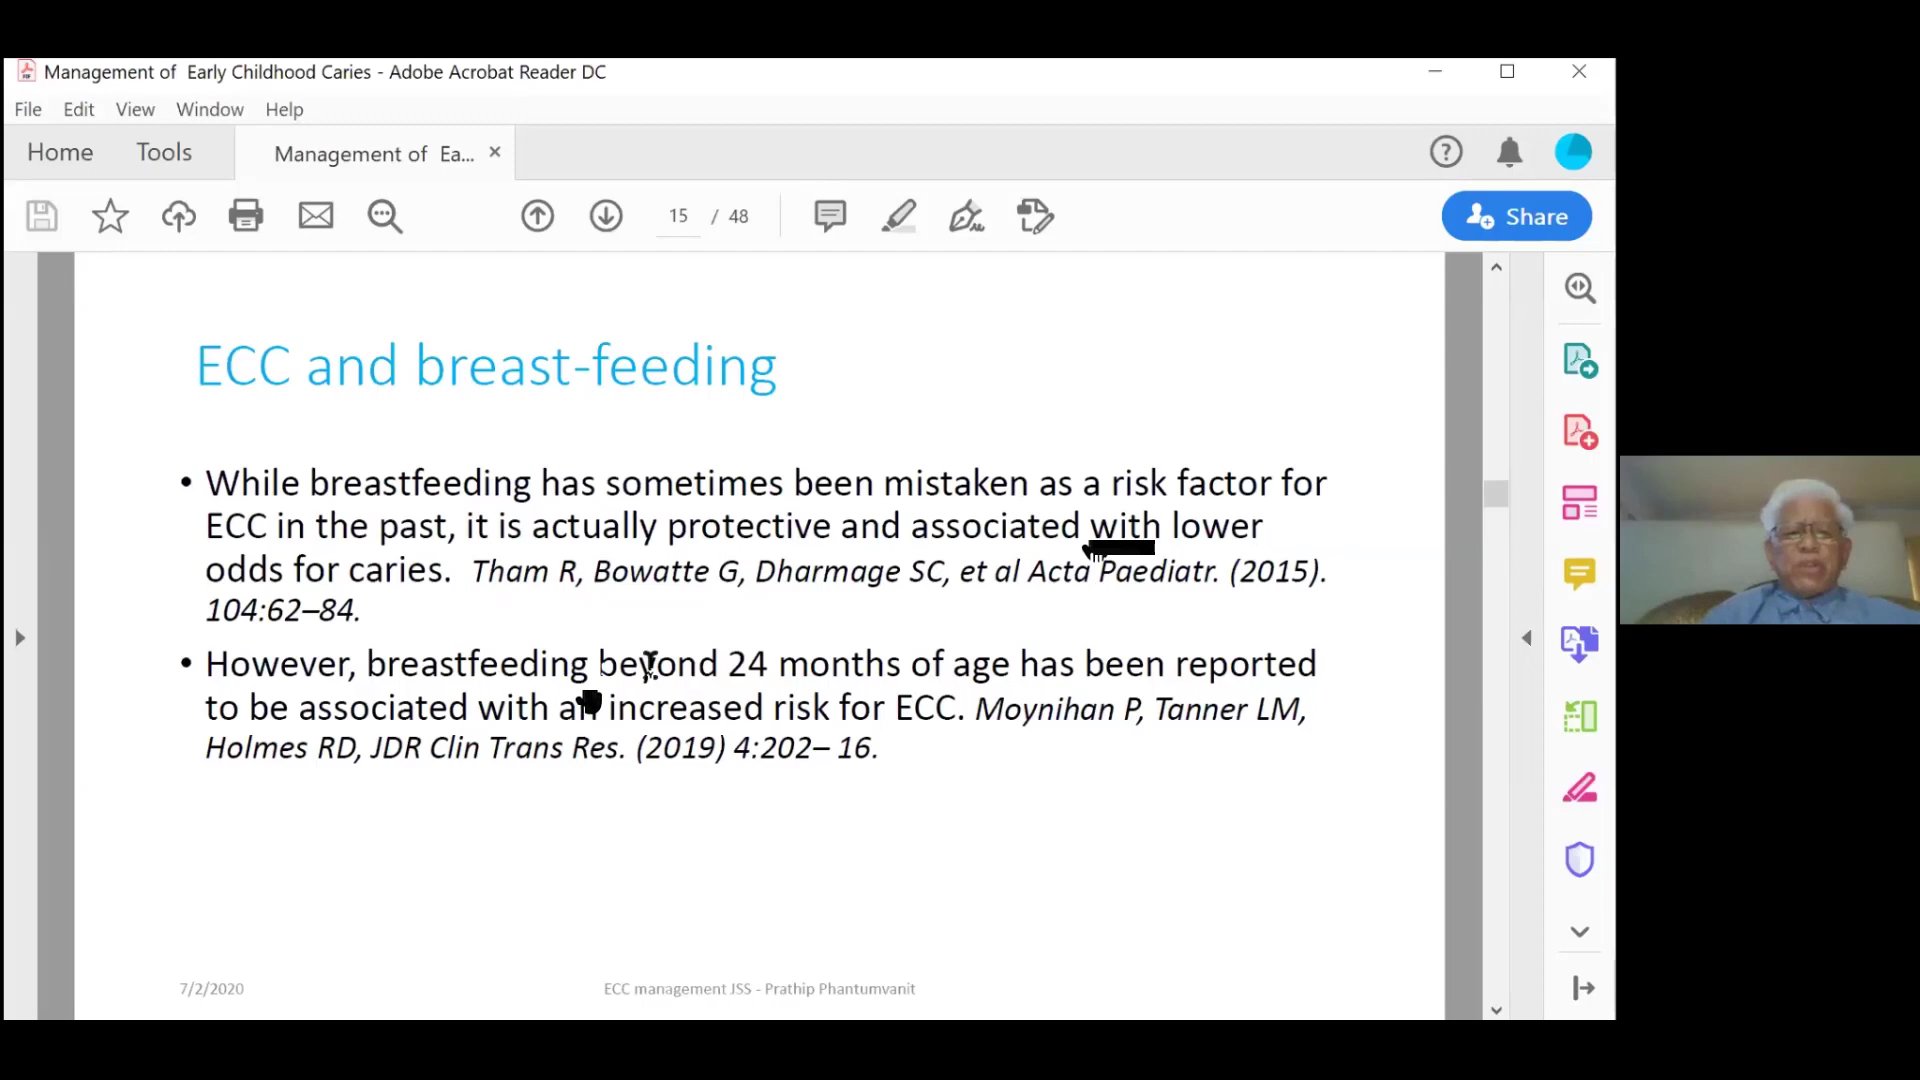 Management of  Early Childhood Caries - Adobe Acrobat Reader DC
File Edit View Window Help
Home Tools Management of  Ea... ×
15 / 48
Share
ECC and breast-feeding
• While breastfeeding has sometimes been mistaken as a risk factor for
ECC in the past, it is actually protective and associated with lower
odds for caries.  Tham R, Bowatte G, Dharmage SC, et al Acta Paediatr. (2015).
104:62–84.
• However, breastfeeding beyond 24 months of age has been reported
to be associated with an increased risk for ECC. Moynihan P, Tanner LM,
Holmes RD, JDR Clin Trans Res. (2019) 4:202– 16.
7/2/2020
ECC management JSS - Prathip Phantumvanit